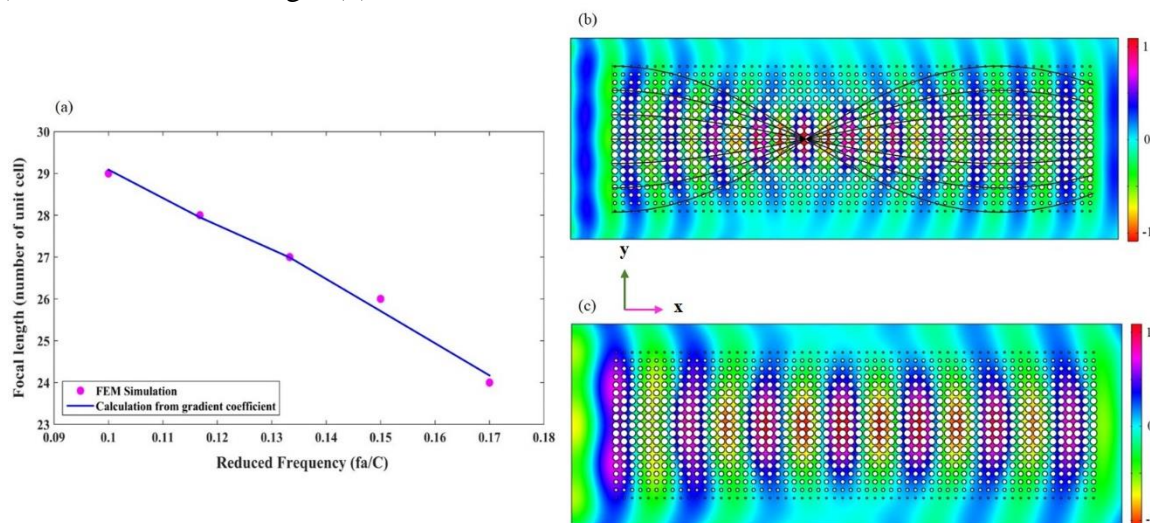 (a)
30
29
28
27
26
25
24
23
Focal length (number of unit cell)
FEM Simulation
Calculation from gradient coefficient
0.09 0.1 0.11 0.12 0.13 0.14 0.15 0.16 0.17 0.18
Reduced Frequency (fa/C)
(b)
1
0
-1
y
x
(c)
1
0